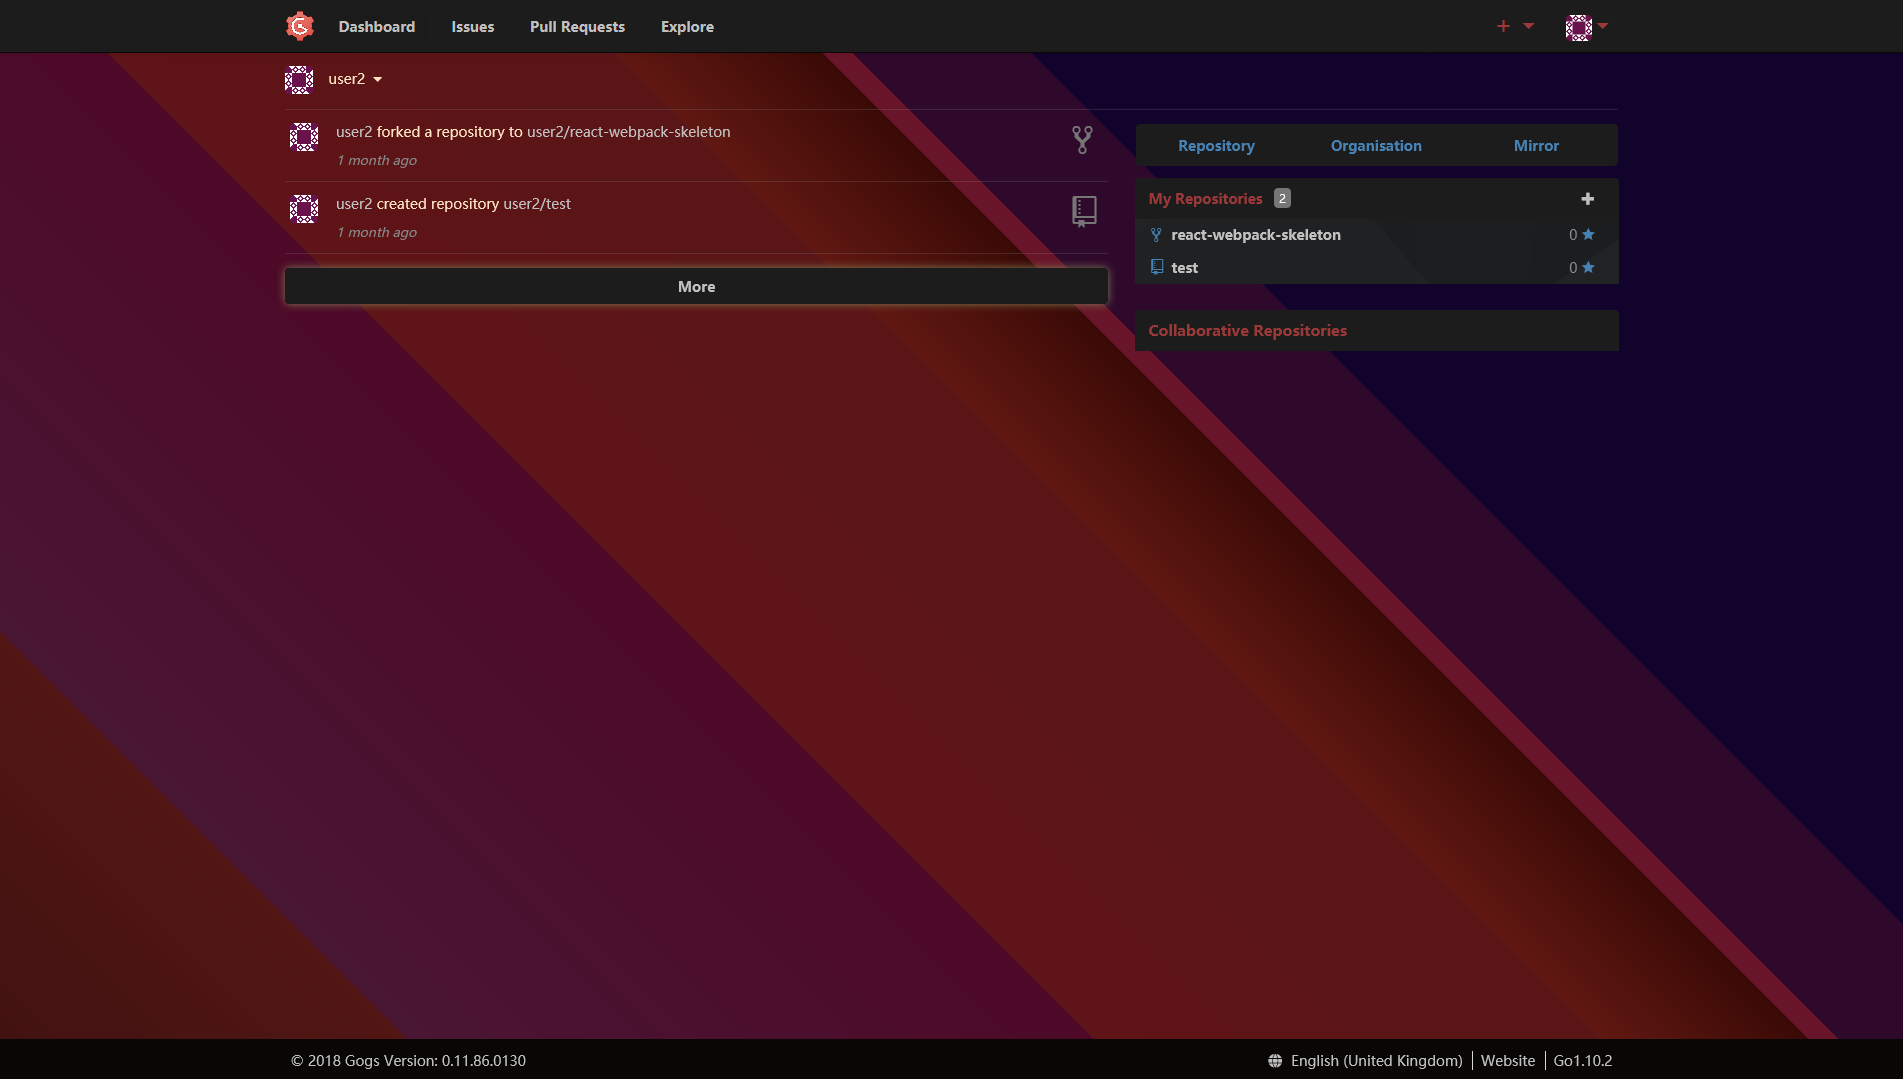 Dashboard Issues Pull Requests Explore
user2
user2 forked a repository to user2/react-webpack-skeleton
1 month ago
user2 created repository user2/test
1 month ago
More
Repository Organisation Mirror
My Repositories 2
react-webpack-skeleton 0
test 0
Collaborative Repositories
© 2018 Gogs Version: 0.11.86.0130
English (United Kingdom) Website Go1.10.2